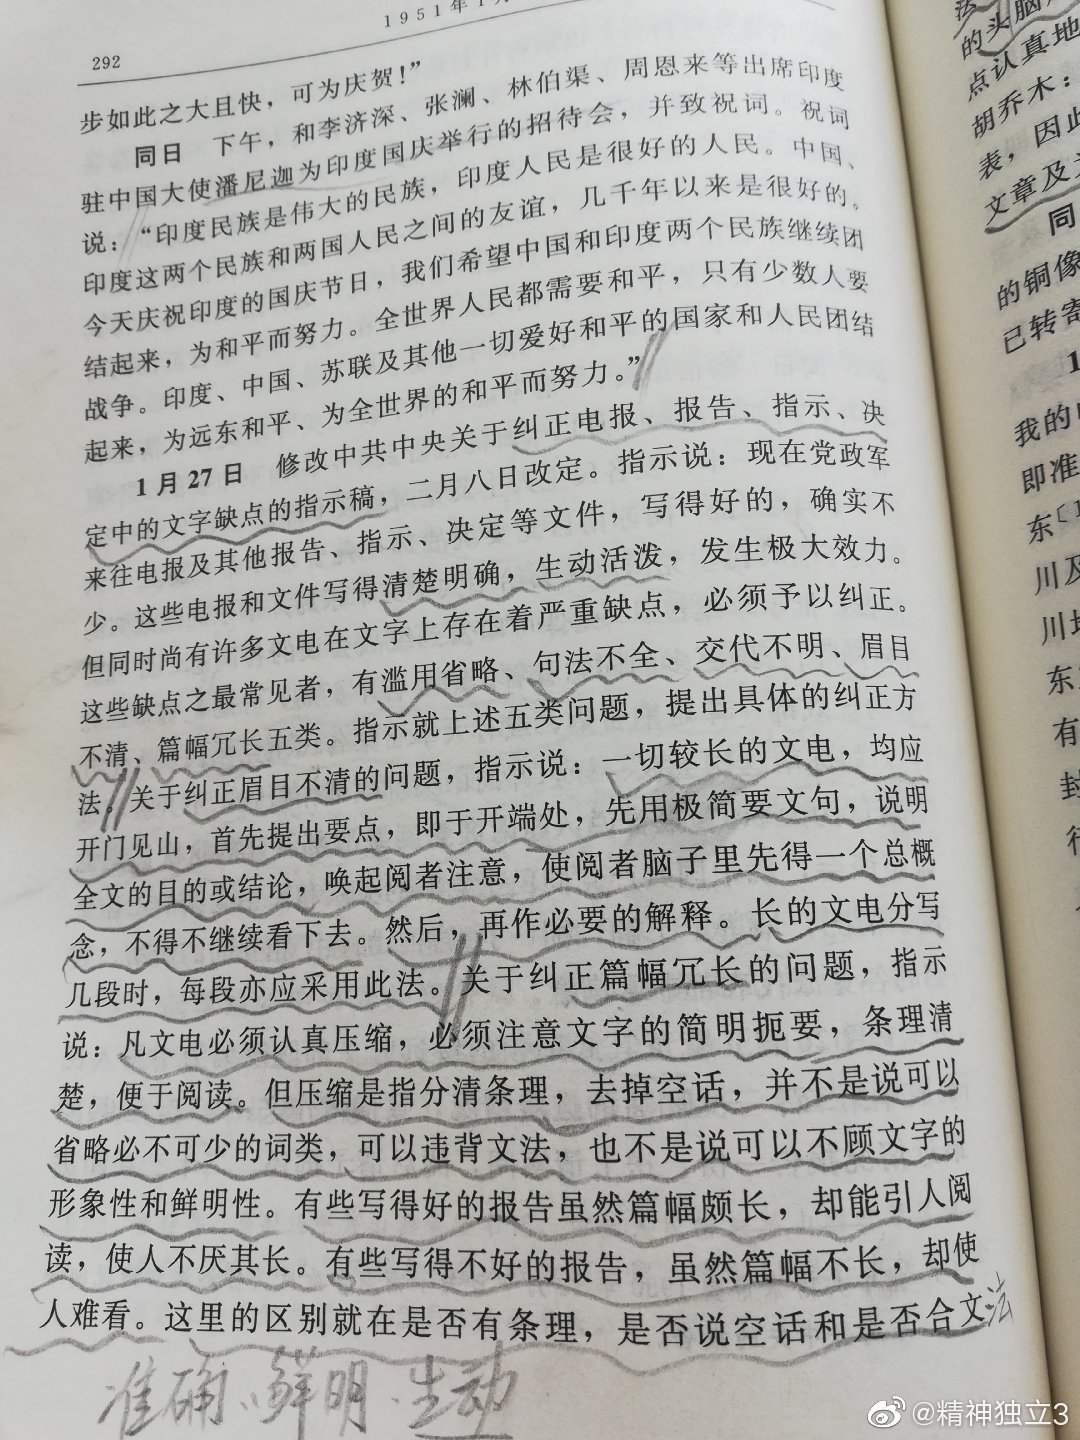 1951年1月
292
步如此之大且快，可为庆贺！”
同日 下午，和李济深、张澜、林伯渠、周恩来等出席印度
驻中国大使潘尼迦为印度国庆举行的招待会，并致祝词。祝词
说：“印度民族是伟大的民族，印度人民是很好的人民。中国、
印度这两个民族和两国人民之间的友谊，几千年以来是很好的。
今天庆祝印度的国庆节日，我们希望中国和印度两个民族继续团
结起来，为和平而努力。全世界人民都需要和平，只有少数人要
战争。印度、中国、苏联及其他一切爱好和平的国家和人民团结
起来，为远东和平、为全世界的和平而努力。”
1月27日 修改中共中央关于纠正电报、报告、指示、决
定中的文字缺点的指示稿，二月八日改定。指示说：现在党政军
来往电报及其他报告、指示、决定等文件，写得好的，确实不
少。这些电报和文件写得清楚明确，生动活泼，发生极大效力。
但同时尚有许多文电在文字上存在着严重缺点，必须予以纠正。
这些缺点之最常见者，有滥用省略、句法不全、交代不明、眉目
不清、篇幅冗长五类。指示就上述五类问题，提出具体的纠正方
法。关于纠正眉目不清的问题，指示说：一切较长的文电，均应
开门见山，首先提出要点，即于开端处，先用极简要文句，说明
全文的目的或结论，唤起阅者注意，使阅者脑子里先得一个总概
念，不得不继续看下去。然后，再作必要的解释。长的文电分写
几段时，每段亦应采用此法。关于纠正篇幅冗长的问题，指示
说：凡文电必须认真压缩，必须注意文字的简明扼要，条理清
楚，便于阅读。但压缩是指分清条理，去掉空话，并不是说可以
省略必不可少的词类，可以违背文法，也不是说可以不顾文字的
形象性和鲜明性。有些写得好的报告虽然篇幅颇长，却能引人阅
读，使人不厌其长。有些写得不好的报告，虽然篇幅不长，却使
人难看。这里的区别就在是否有条理，是否说空话和是否合文法
准确、鲜明、生动
的头脑
点认真地
胡乔木：
表，因此
文章及
同
的铜像
已转寄
1
我的
即准
东〔1
川及
川
东
有
封
@精神独立3